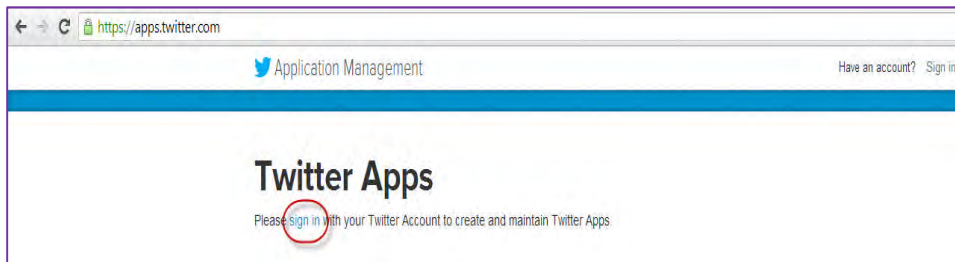 https://apps.twitter.com
Application Management Have an account? Sign in
Twitter Apps
Please sign in with your Twitter Account to create and maintain Twitter Apps